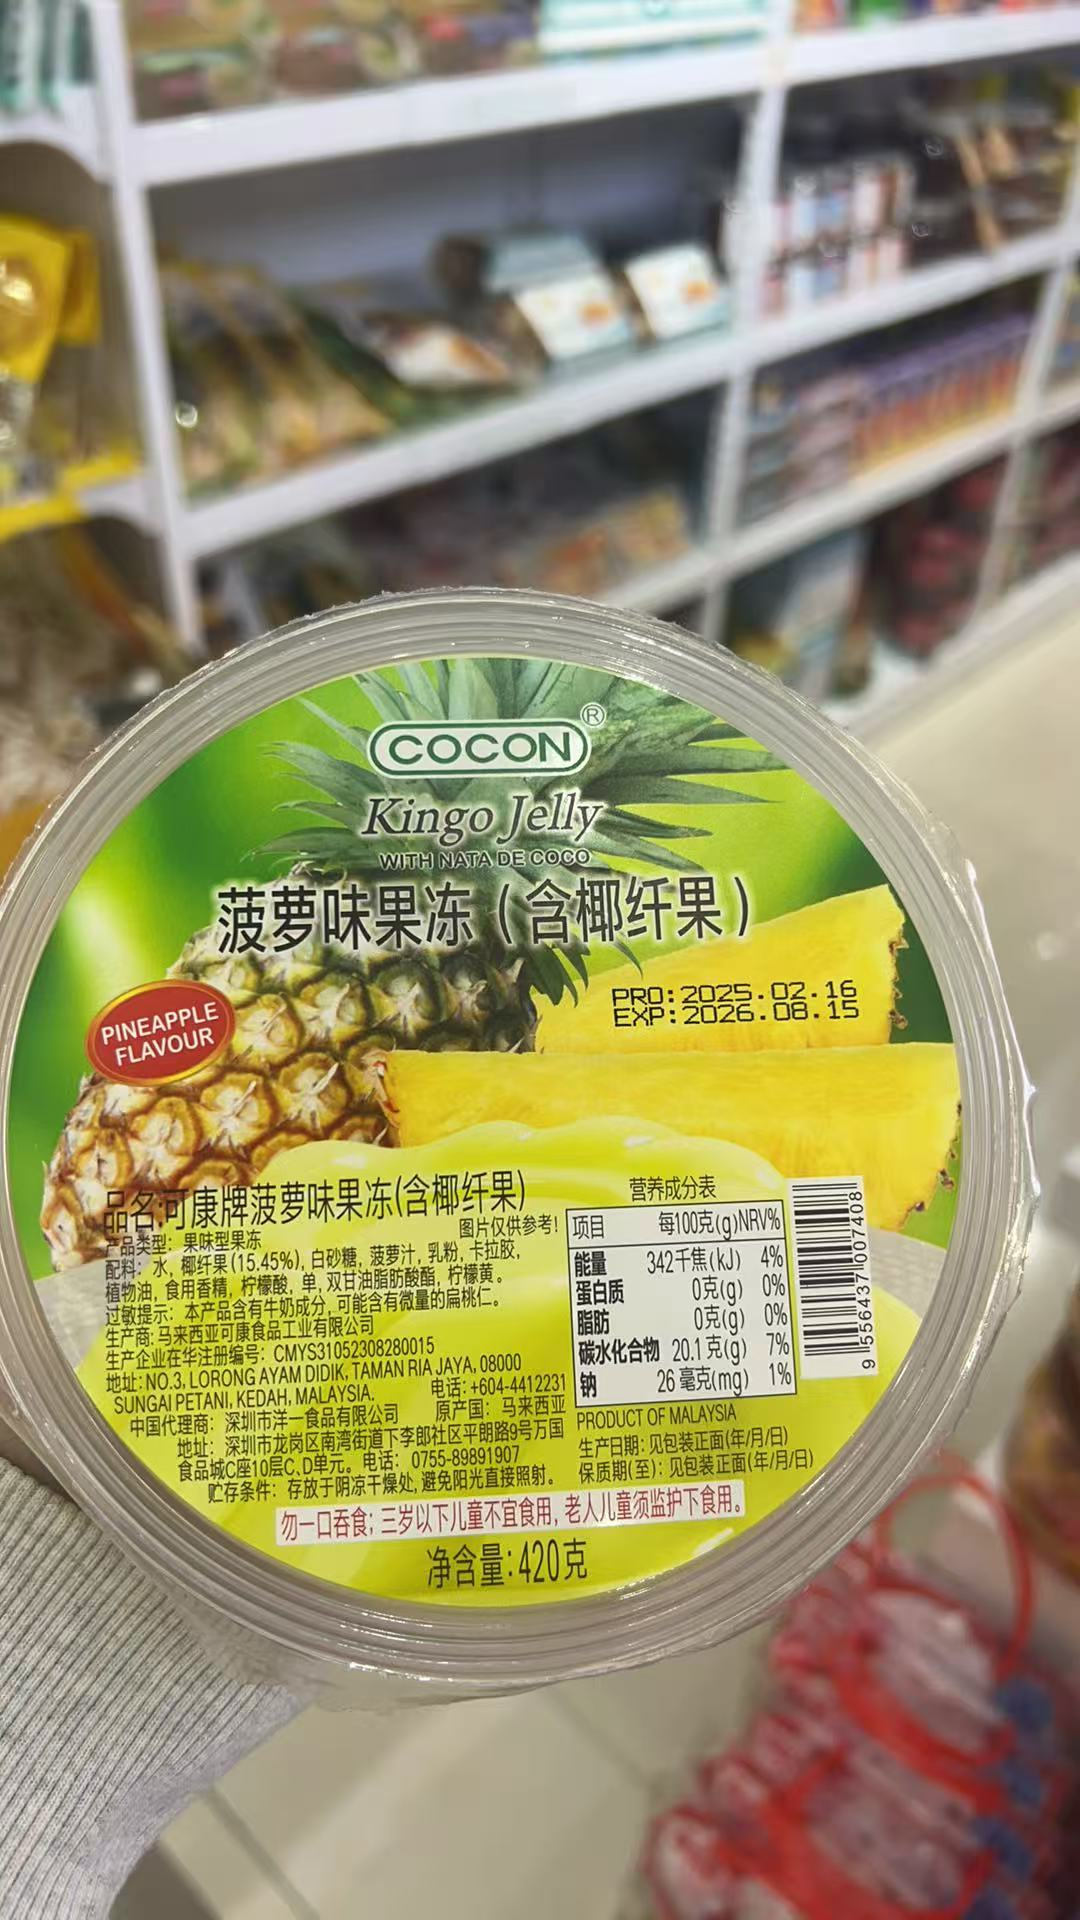 COCON®
Kingo Jelly
WITH NATA DE COCO
菠萝味果冻(含椰纤果)
PRO:2025.02.16
EXP:2026.08.15
PINEAPPLE
FLAVOUR
品名:可康牌菠萝味果冻(含椰纤果)
图片仅供参考!
产品类型: 果味型果冻
配料: 水, 椰纤果(15.45%), 白砂糖, 菠萝汁, 乳粉, 卡拉胶,
植物油, 食用香精, 柠檬酸, 单, 双甘油脂肪酸酯, 柠檬黄。
过敏提示: 本产品含有牛奶成分, 可能含有微量的扁桃仁。
生产商: 马来西亚可康食品工业有限公司
生产企业在华注册编号: CMYS31052308280015
地址: NO.3, LORONG AYAM DIDIK, TAMAN RIA JAYA, 08000
SUNGAI PETANI, KEDAH, MALAYSIA. 电话: +604-4412231
中国代理商: 深圳市洋一食品有限公司 原产国: 马来西亚
地址: 深圳市龙岗区南湾街道下李郎社区平朗路9号万国
食品城C座10层C、D单元。电话: 0755-89891907
贮存条件: 存放于阴凉干燥处, 避免阳光直接照射。
营养成分表
项目 每100克(g) NRV%
能量 342千焦(kJ) 4%
蛋白质 0克(g) 0%
脂肪 0克(g) 0%
碳水化合物 20.1克(g) 7%
钠 26毫克(mg) 1%
9 556437 007408
PRODUCT OF MALAYSIA
生产日期: 见包装正面(年/月/日)
保质期(至): 见包装正面(年/月/日)
勿一口吞食; 三岁以下儿童不宜食用, 老人儿童须监护下食用。
净含量: 420克